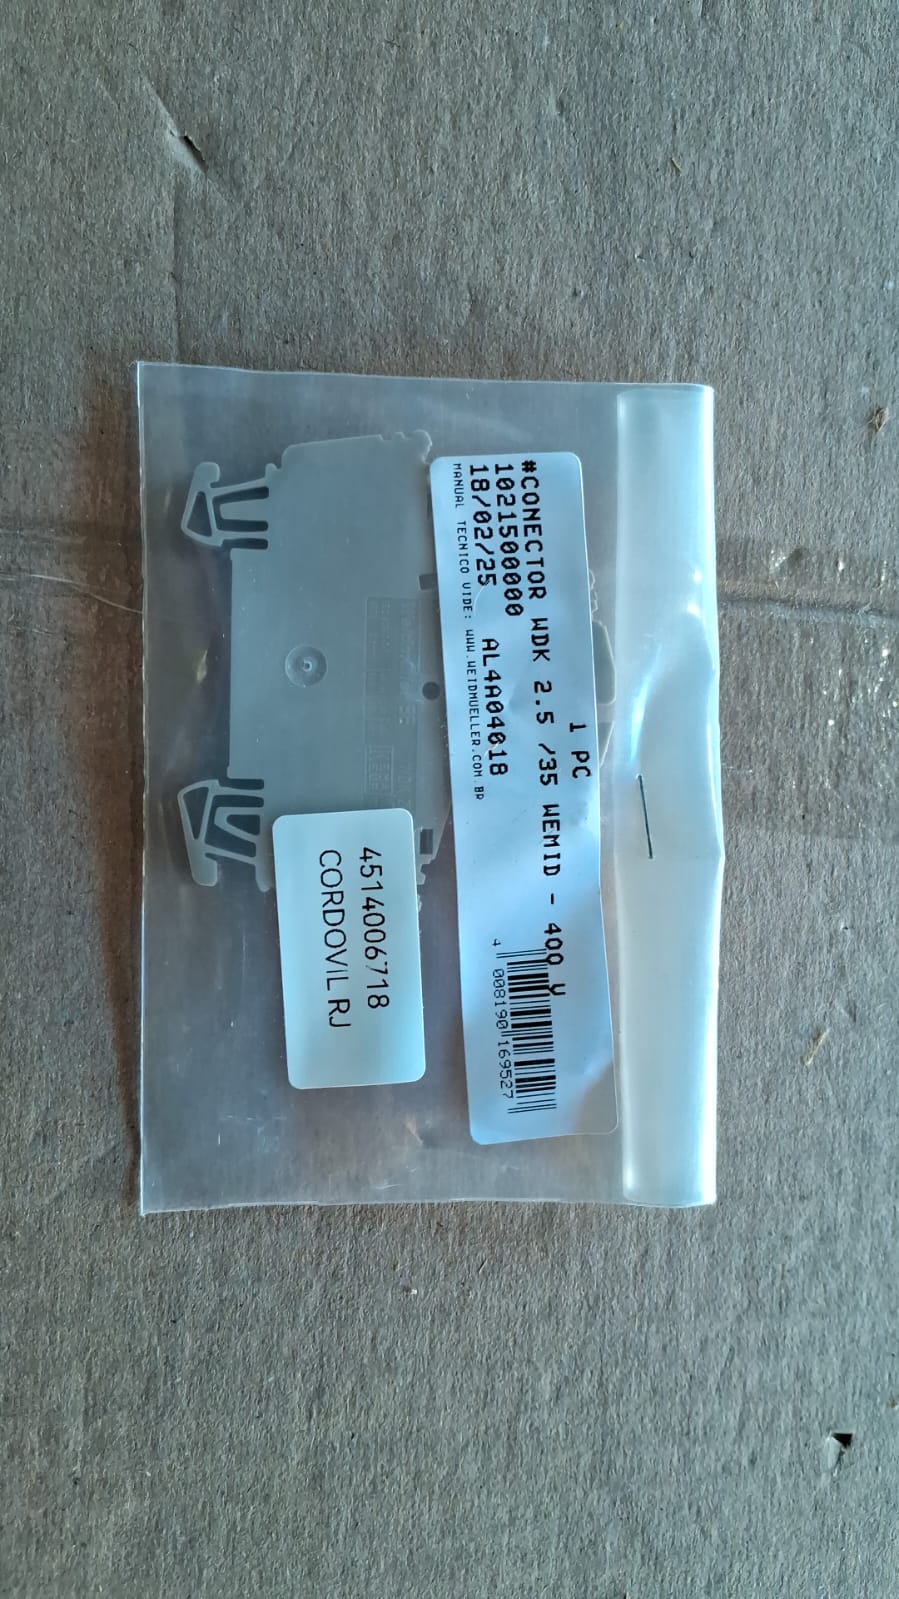 1 PC
#CONECTOR WDK 2.5 /35 WEMID - 400 V
1021500000
18/02/25 AL4A04018
MANUAL TECNICO VIDE: WWW.WEIDMUELLER.COM.BR
4 008190 169527
4514006718
CORDOVIL RJ